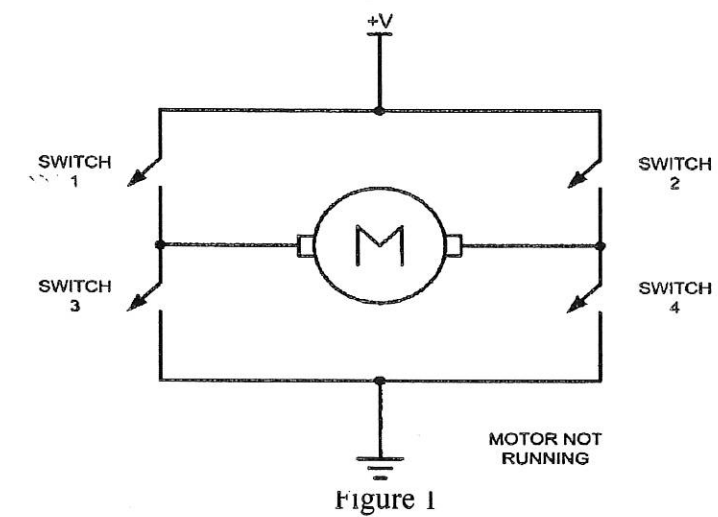 +V
SWITCH
1
SWITCH
2
M
SWITCH
3
SWITCH
4
MOTOR NOT
RUNNING
Figure 1